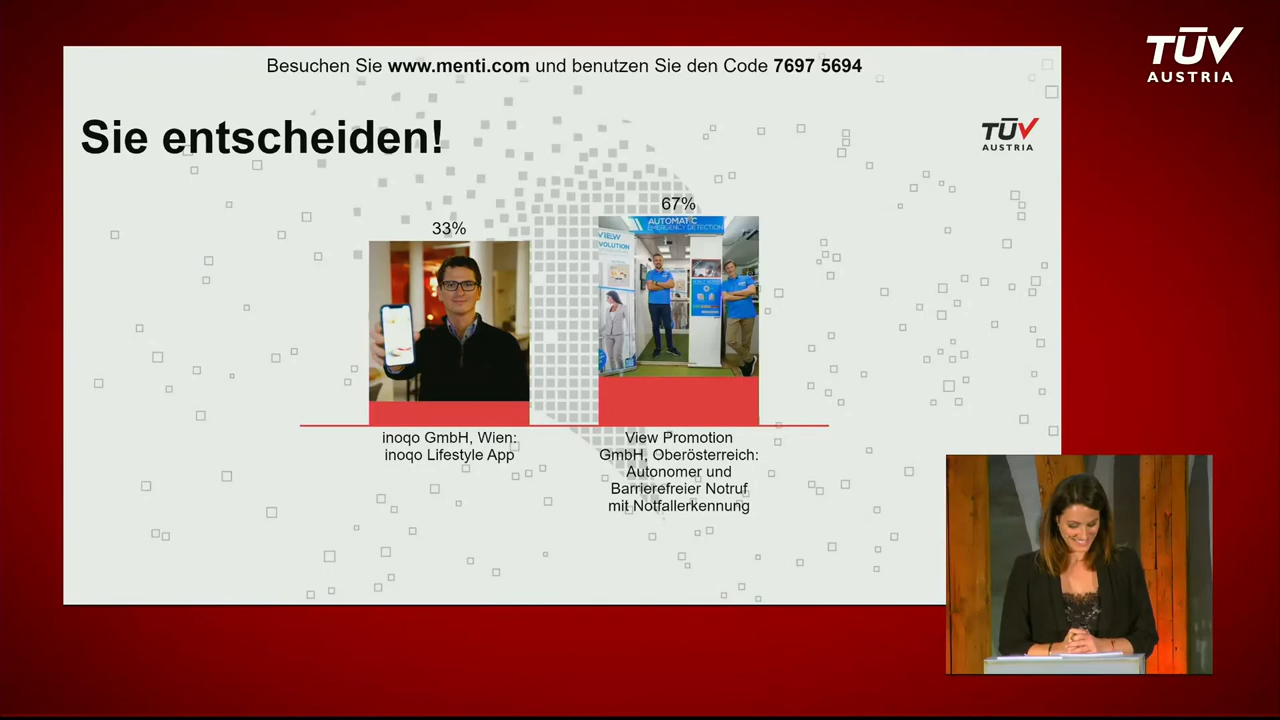 TÜV
AUSTRIA
Besuchen Sie www.menti.com und benutzen Sie den Code 7697 5694
Sie entscheiden!
TÜV
AUSTRIA
33%
67%
AUTOMATIC
EMERGENCY DETECTION
VIEW
VOLUTION
inoqo GmbH, Wien:
inoqo Lifestyle App
View Promotion
GmbH, Oberösterreich:
Autonomer und
Barrierefreier Notruf
mit Notfallerkennung